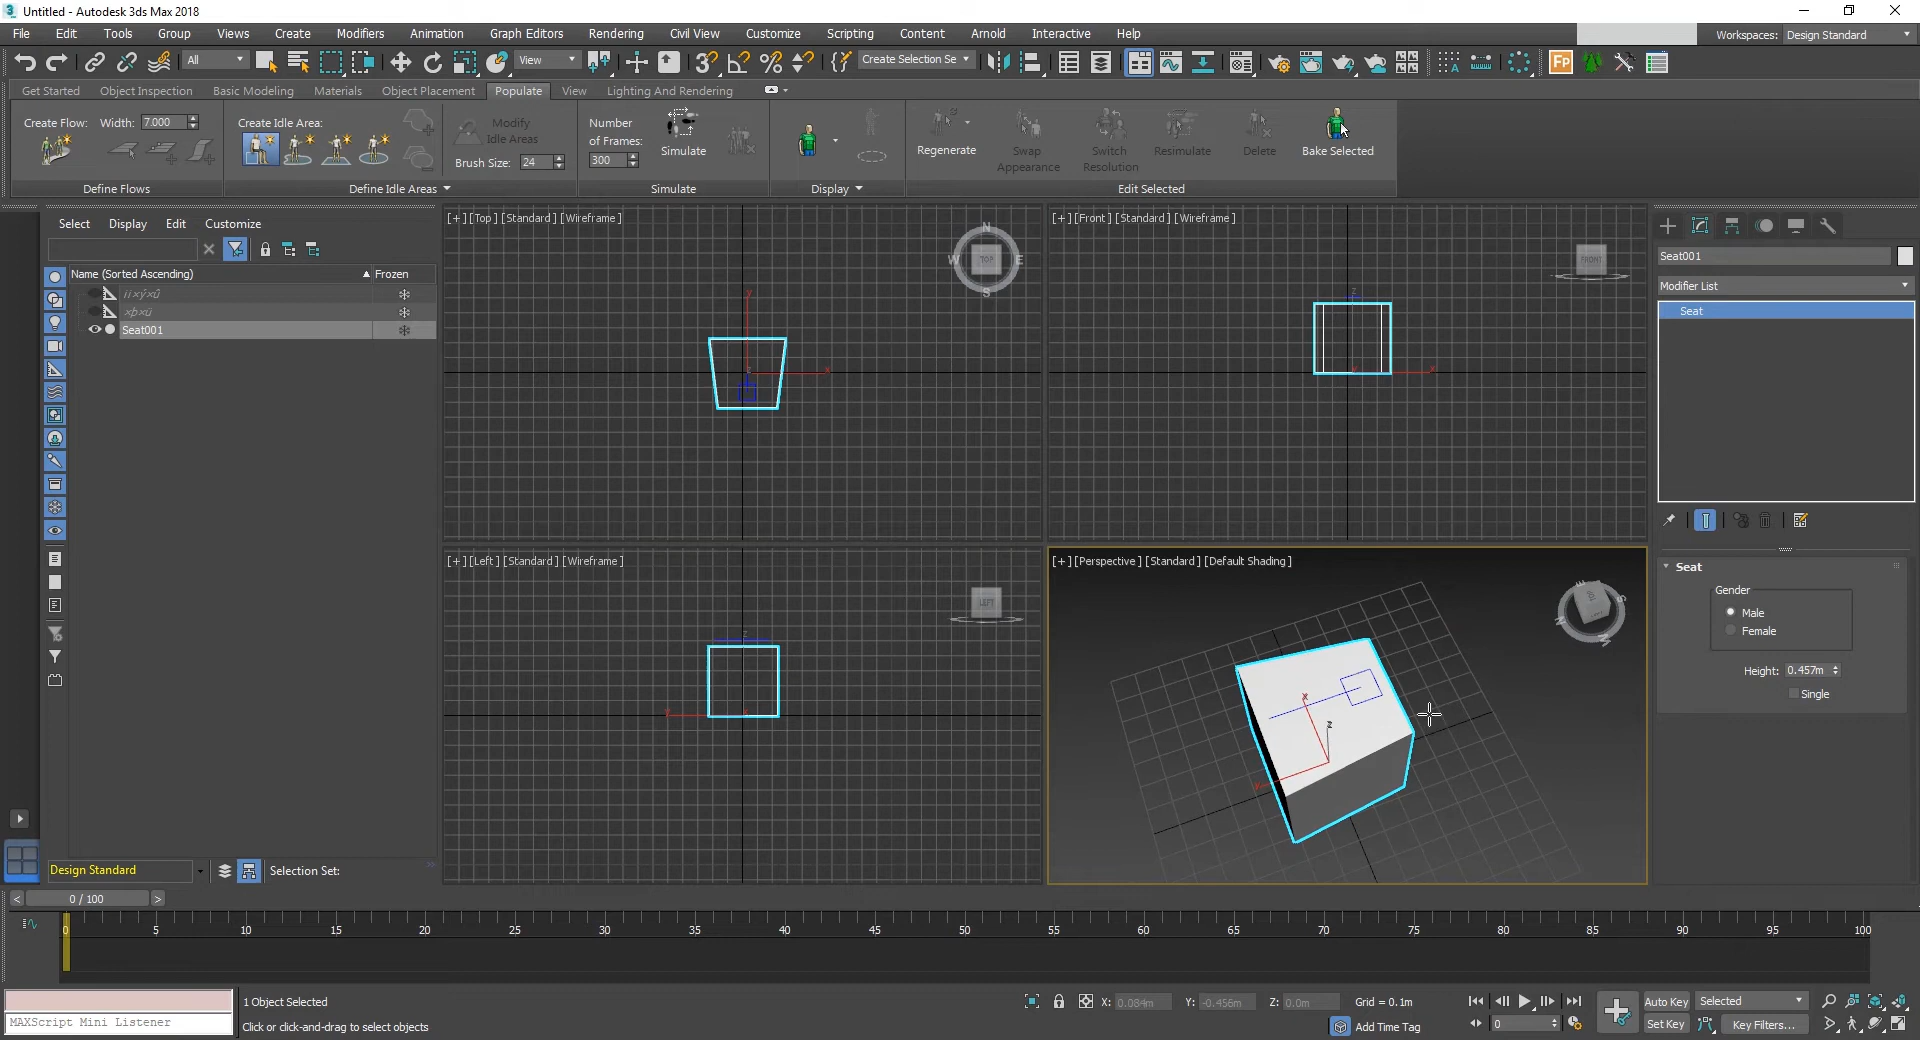 Untitled - Autodesk 3ds Max 2018
File Edit Tools Group Views Create Modifiers Animation Graph Editors Rendering Civil View Customize Scripting Content Arnold Interactive Help Workspaces: Design Standard
All View Create Selection Se
Get Started Object Inspection Basic Modeling Materials Object Placement Populate View Lighting And Rendering
Create Flow: Width: 7.000 Create Idle Area: Modify Idle Areas Brush Size: 24 Number of Frames: 300 Simulate Regenerate Swap Appearance Switch Resolution Resimulate Delete Bake Selected
Define Flows Define Idle Areas Simulate Display Edit Selected
Select Display Edit Customize
Name (Sorted Ascending) Frozen
Seat001
[+] [Top] [Standard] [Wireframe]
N
W TOP E
S
y
x
z
[+] [Front] [Standard] [Wireframe]
FRONT
z
x
[+] [Left] [Standard] [Wireframe]
LEFT
z
[+] [Perspective] [Standard] [Default Shading]
z
Seat001
Modifier List
Seat
Seat
Gender
Male
Female
Height: 0.457m
Single
Design Standard Selection Set:
< 0 / 100 >
0 5 10 15 20 25 30 35 40 45 50 55 60 65 70 75 80 85 90 95 100
1 Object Selected X: 0.084m Y: -0.456m Z: 0.0m Grid = 0.1m Auto Key Selected
MAXScript Mini Listener Click or click-and-drag to select objects Add Time Tag 0 Set Key Key Filters...